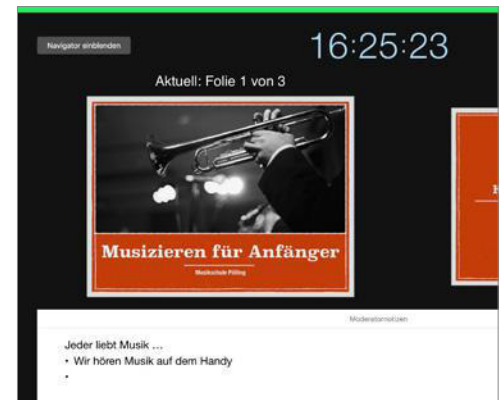 Navigator einblenden
16:25:23
Aktuell: Folie 1 von 3
Musizieren für Anfänger
Musikschule Pölling
Moderatornotizen
Jeder liebt Musik …
• Wir hören Musik auf dem Handy
•